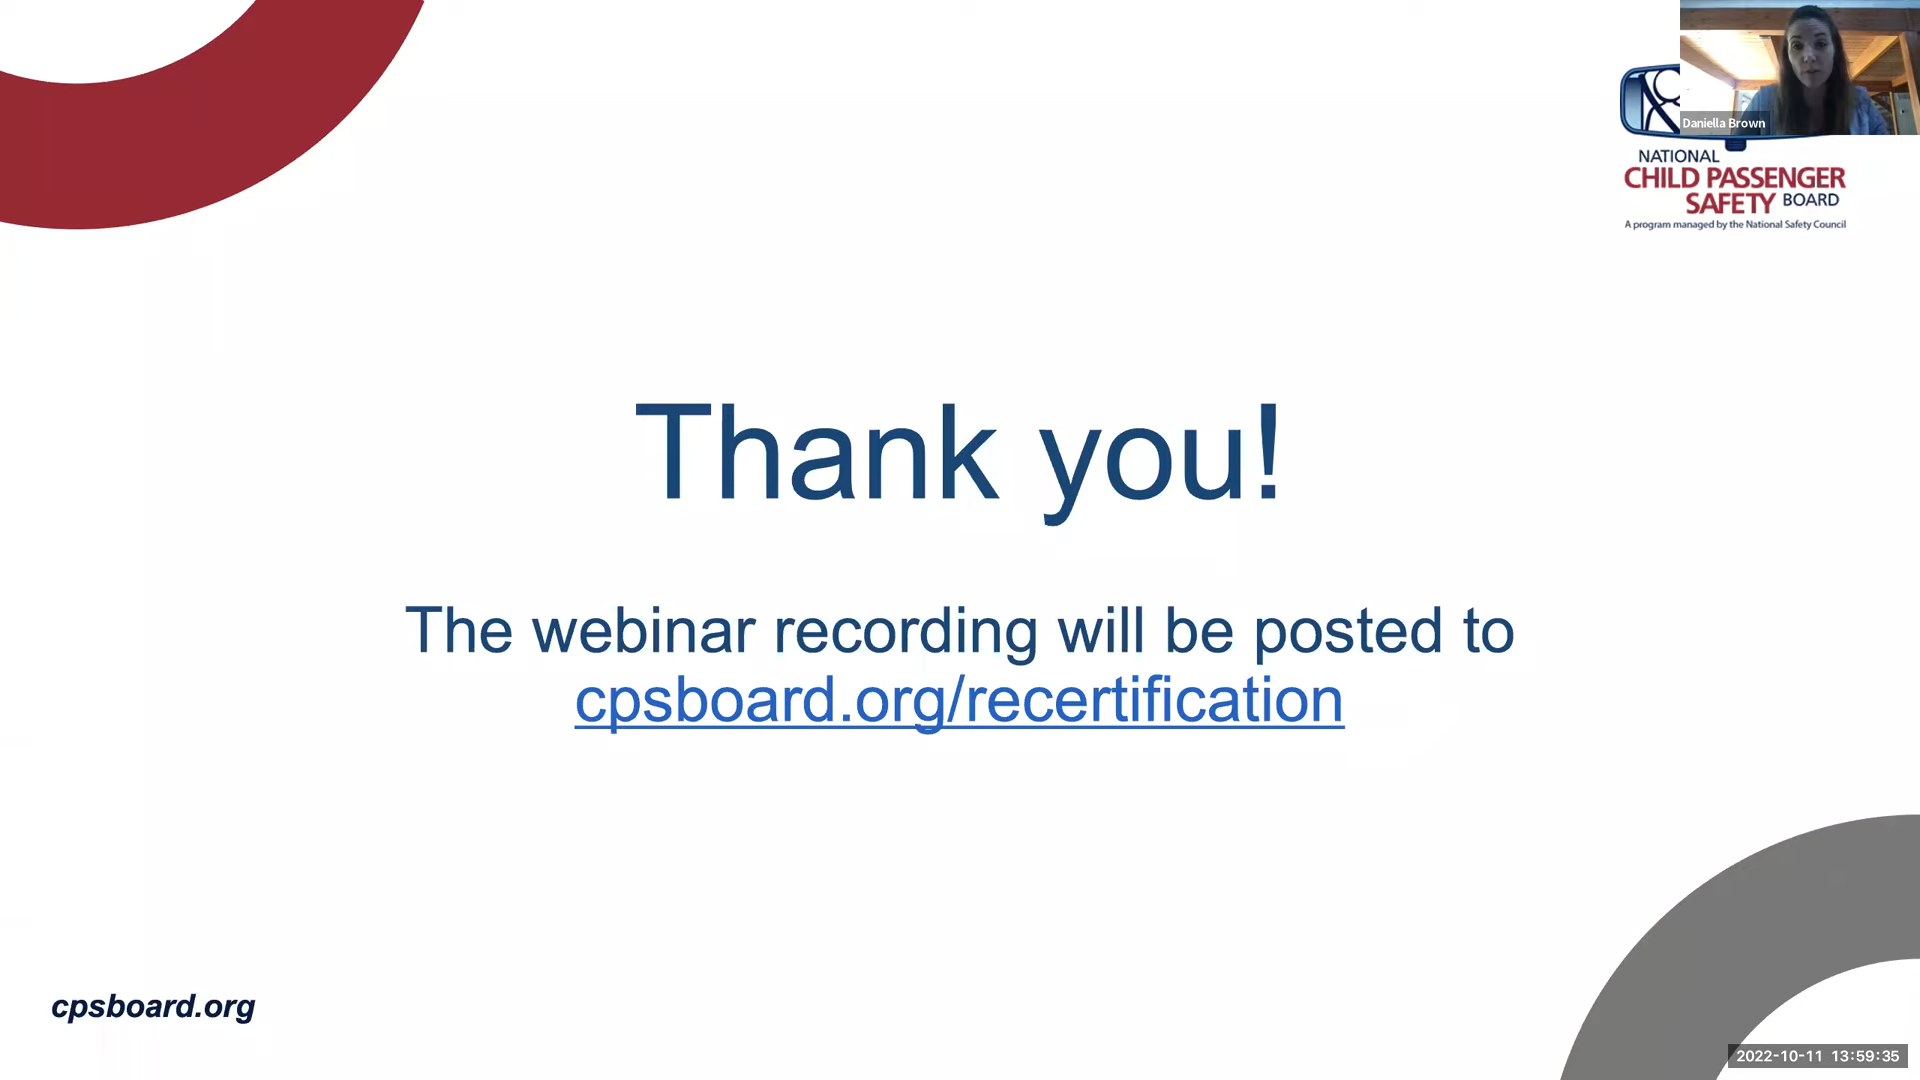 Daniella Brown
NATIONAL
CHILD PASSENGER
SAFETY BOARD
A program managed by the National Safety Council
Thank you!
The webinar recording will be posted to
cpsboard.org/recertification
cpsboard.org
2022-10-11 13:59:35